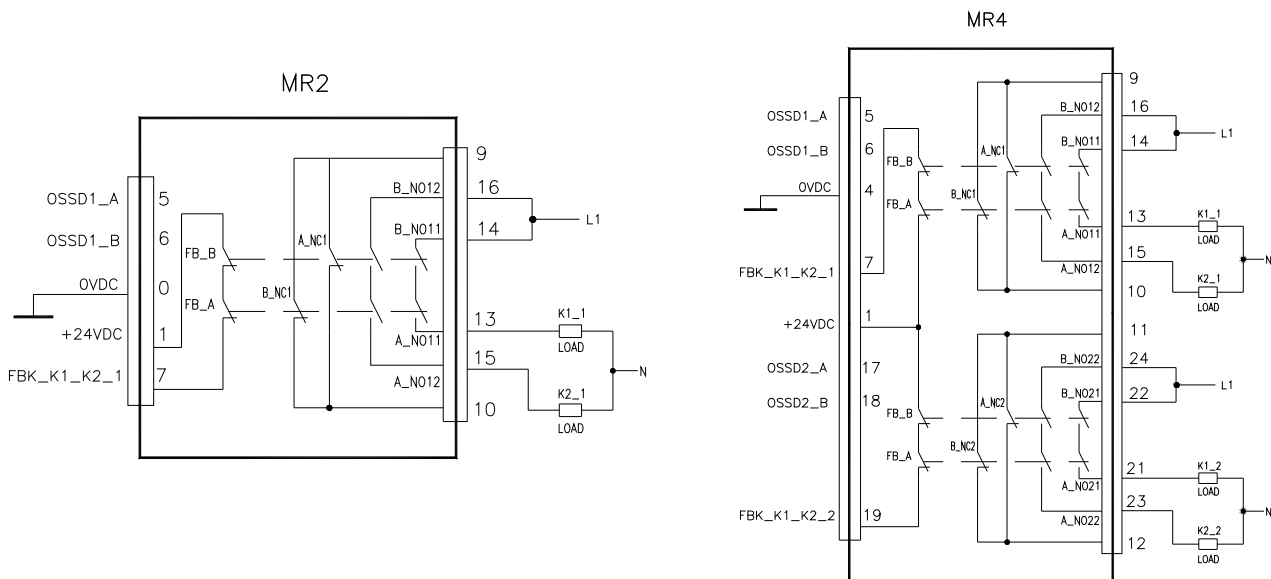 MR2
OSSD1_A 5
OSSD1_B 6
0VDC 0
+24VDC 1
FBK_K1_K2_1 7
FB_B
FB_A
B_NC1
A_NC1
B_NO12
B_NO11
A_NO11
A_NO12
9
16
14
L1
13
15
10
K1_1
LOAD
K2_1
LOAD
N
MR4
OSSD1_A 5
OSSD1_B 6
0VDC 4
FBK_K1_K2_1 7
+24VDC 1
OSSD2_A 17
OSSD2_B 18
FBK_K1_K2_2 19
FB_B
FB_A
B_NC1
A_NC1
B_NO12
B_NO11
A_NO11
A_NO12
9
16
14
L1
13
15
10
K1_1
LOAD
K2_1
LOAD
N
FB_B
FB_A
B_NC2
A_NC2
B_NO22
B_NO21
A_NO21
A_NO22
11
24
22
L1
21
23
12
K1_2
LOAD
K2_2
LOAD
N